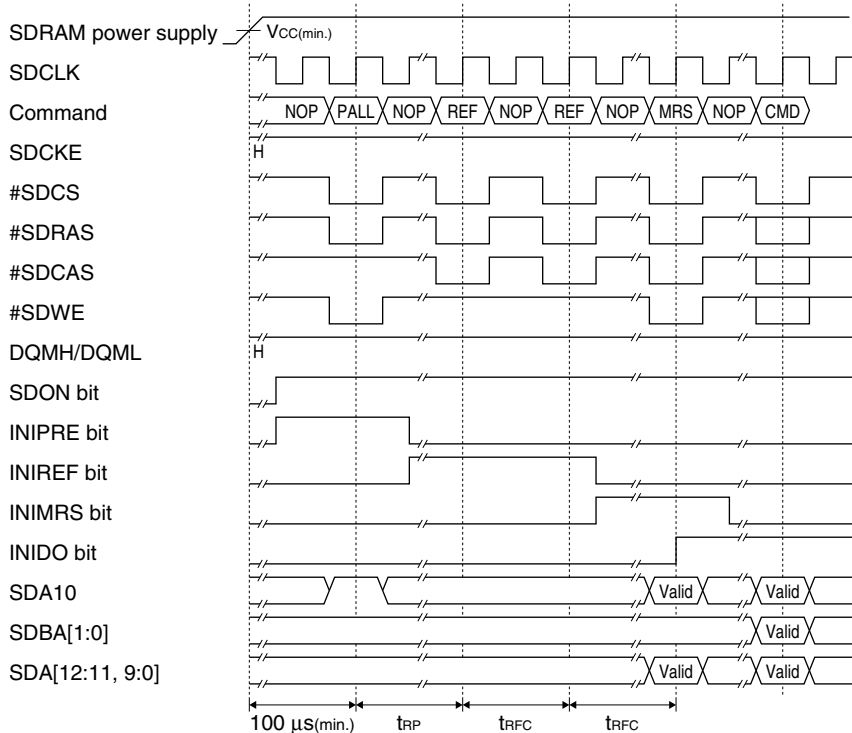 SDRAM power supply VCC(min.)
SDCLK
Command NOP PALL NOP REF NOP REF NOP MRS NOP CMD
SDCKE H
#SDCS
#SDRAS
#SDCAS
#SDWE
DQMH/DQML H
SDON bit
INIPRE bit
INIREF bit
INIMRS bit
INIDO bit
SDA10 Valid Valid
SDBA[1:0] Valid
SDA[12:11, 9:0] Valid Valid
100 µs(min.) tRP tRFC tRFC